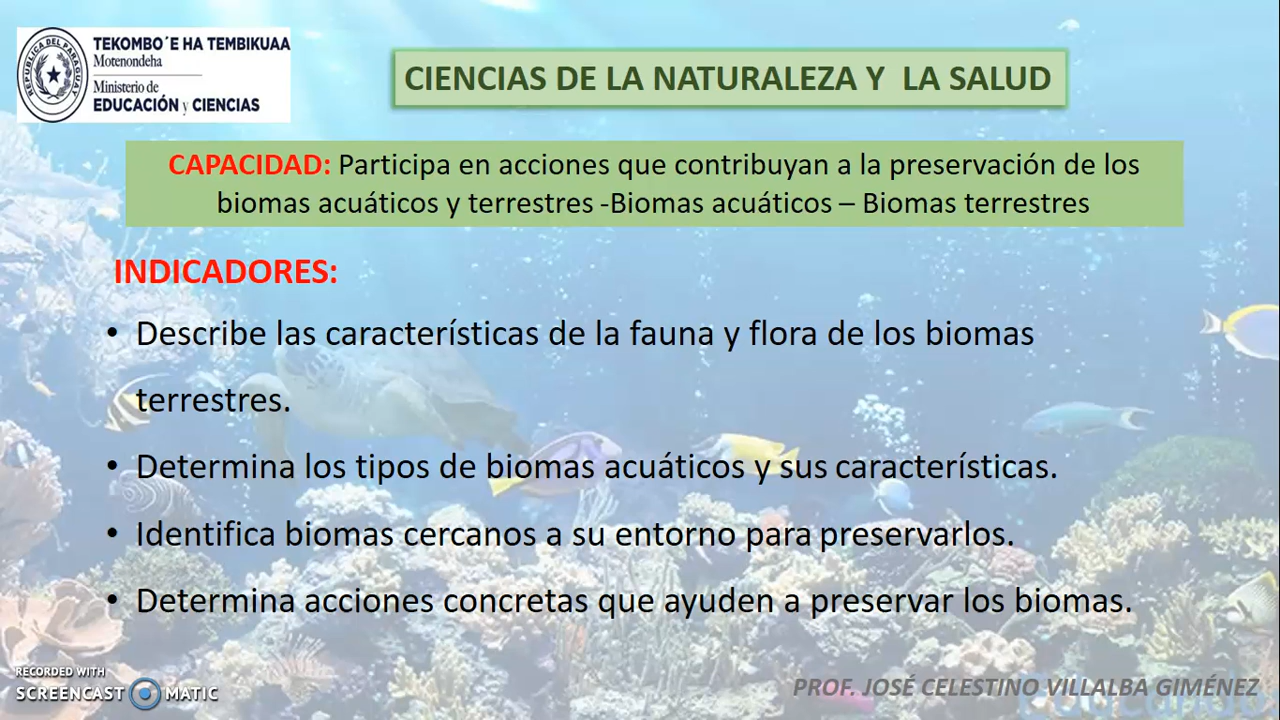 TEKOMBO´E HA TEMBIKUAA
Motenondeha
Ministerio de
EDUCACIÓN y CIENCIAS
REPUBLICA DEL PARAGUAY
CIENCIAS DE LA NATURALEZA Y LA SALUD
CAPACIDAD: Participa en acciones que contribuyan a la preservación de los
biomas acuáticos y terrestres -Biomas acuáticos – Biomas terrestres
INDICADORES:
• Describe las características de la fauna y flora de los biomas
terrestres.
• Determina los tipos de biomas acuáticos y sus características.
• Identifica biomas cercanos a su entorno para preservarlos.
• Determina acciones concretas que ayuden a preservar los biomas.
RECORDED WITH
SCREENCAST MATIC
PROF. JOSÉ CELESTINO VILLALBA GIMÉNEZ